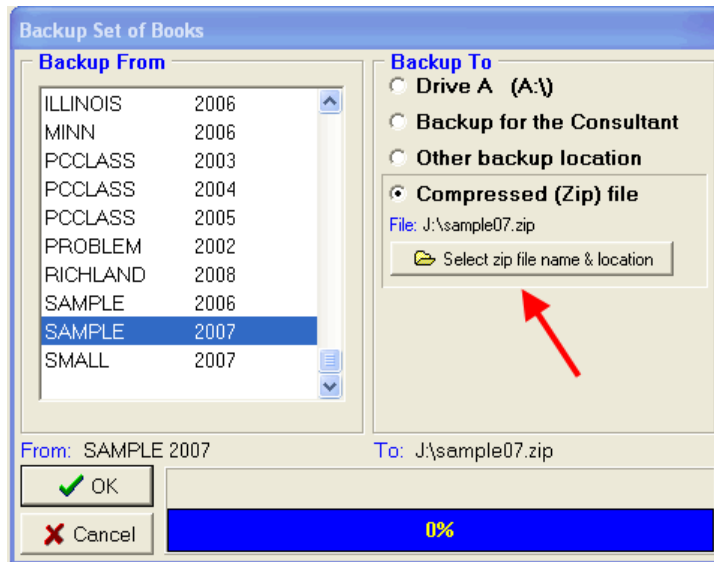 Backup Set of Books
Backup From
ILLINOIS 2006
MINN 2006
PCCLASS 2003
PCCLASS 2004
PCCLASS 2005
PROBLEM 2002
RICHLAND 2008
SAMPLE 2006
SAMPLE 2007
SMALL 2007
Backup To
Drive A (A:\)
Backup for the Consultant
Other backup location
Compressed (Zip) file
File: J:\sample07.zip
Select zip file name & location
From: SAMPLE 2007
To: J:\sample07.zip
OK
Cancel
0%